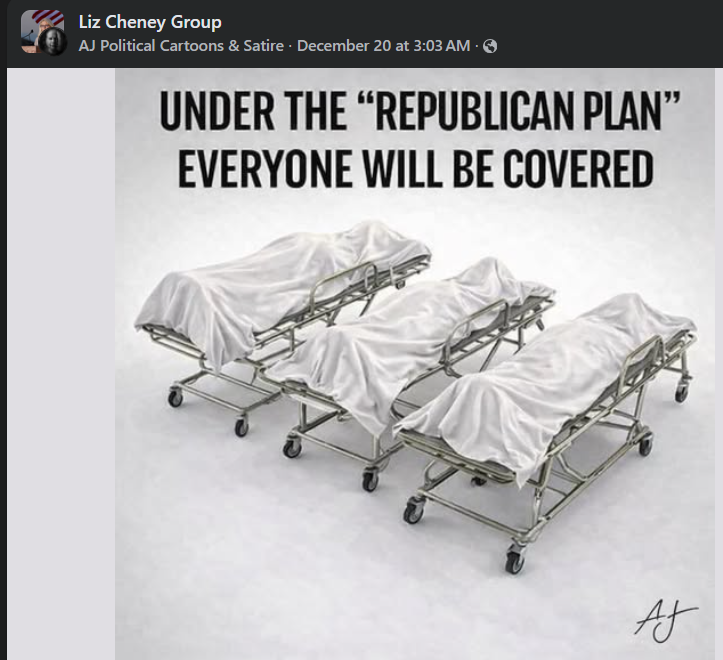 Liz Cheney Group
AJ Political Cartoons & Satire · December 20 at 3:03 AM ·
UNDER THE “REPUBLICAN PLAN”
EVERYONE WILL BE COVERED
AJ